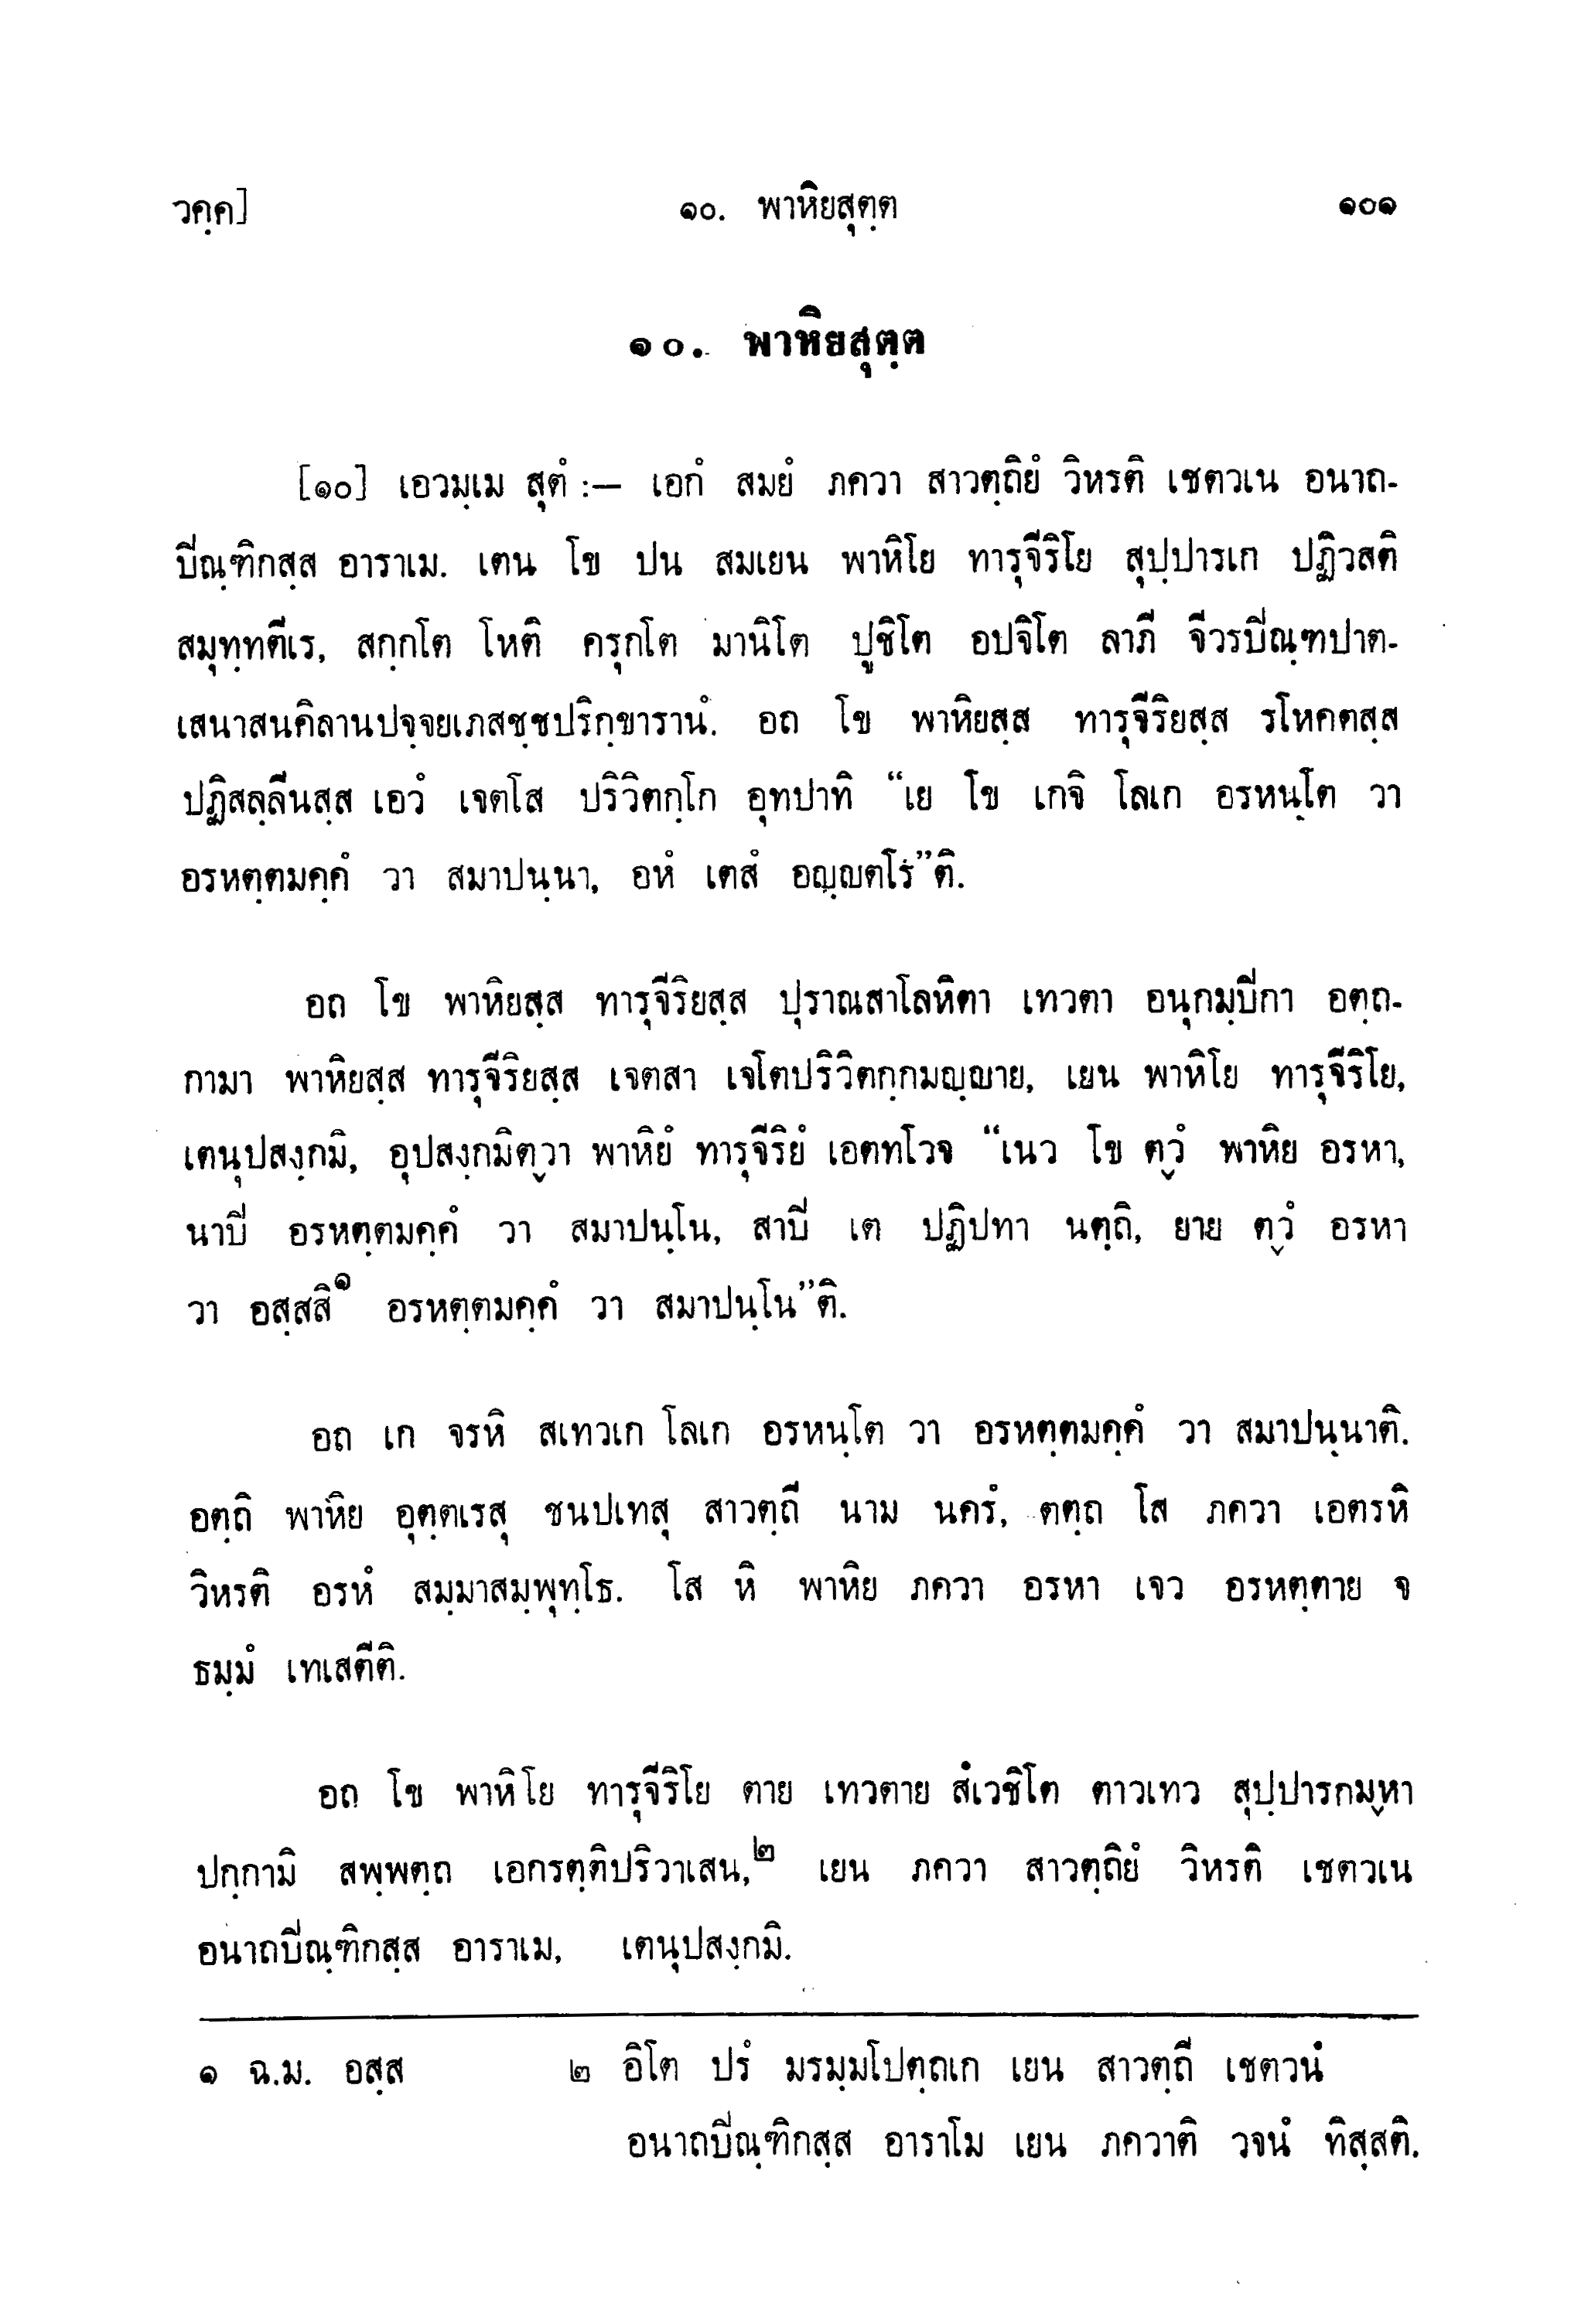 วคฺค]
๑๐. พาหิยสุตฺต
๑๐๑
๑๐. พาหิยสุตฺต
[๑๐] เอวมฺเม สุตํ :— เอกํ สมยํ ภควา สาวตฺถิยํ วิหรติ เชตวเน อนาถ-
ปิณฺฑิกสฺส อาราเม. เตน โข ปน สมเยน พาหิโย ทารุจีริโย สุปฺปารเก ปฏิวสติ
สมุทฺทตีเร, สกฺกโต โหติ ครุกโต มานิโต ปูชิโต อปจิโต ลาภี จีวรปิณฺฑปาต-
เสนาสนคิลานปจฺจยเภสชฺชปริกฺขารานํ. อถ โข พาหิยสฺส ทารุจีริยสฺส รโหคตสฺส
ปฏิสลฺลีนสฺส เอวํ เจตโส ปริวิตกฺโก อุทปาทิ “เย โข เกจิ โลเก อรหนฺโต วา
อรหตฺตมคฺคํ วา สมาปนฺนา, อหํ เตสํ อญฺญตโร”ติ.
อถ โข พาหิยสฺส ทารุจีริยสฺส ปุราณสาโลหิตา เทวตา อนุกมฺปิกา อตฺถ-
กามา พาหิยสฺส ทารุจีริยสฺส เจตสา เจโตปริวิตกฺกมญฺญาย, เยน พาหิโย ทารุจีริโย,
เตนุปสงฺกมิ, อุปสงฺกมิตฺวา พาหิยํ ทารุจีริยํ เอตทโวจ “เนว โข ตฺวํ พาหิย อรหา,
นาปิ อรหตฺตมคฺคํ วา สมาปนฺโน, สาปิ เต ปฏิปทา นตฺถิ, ยาย ตฺวํ อรหา
วา อสฺสสิ๑ อรหตฺตมคฺคํ วา สมาปนฺโน”ติ.
อถ เก จรหิ สเทวเก โลเก อรหนฺโต วา อรหตฺตมคฺคํ วา สมาปนฺนาติ.
อตฺถิ พาหิย อุตฺตเรสุ ชนปเทสุ สาวตฺถี นาม นครํ, ตตฺถ โส ภควา เอตรหิ
วิหรติ อรหํ สมฺมาสมฺพุทฺโธ. โส หิ พาหิย ภควา อรหา เจว อรหตฺตาย จ
ธมฺมํ เทเสตีติ.
อถ โข พาหิโย ทารุจีริโย ตาย เทวตาย สํเวชิโต ตาวเทว สุปฺปารกมฺหา
ปกฺกามิ สพฺพตฺถ เอกรตฺติปริวาเสน,๒ เยน ภควา สาวตฺถิยํ วิหรติ เชตวเน
อนาถปิณฺฑิกสฺส อาราเม, เตนุปสงฺกมิ.
๑ ฉ.ม. อสฺส
๒ อิโต ปรํ มรมฺมโปตฺถเก เยน สาวตฺถี เชตวนํ
อนาถปิณฺฑิกสฺส อาราโม เยน ภควาติ วจนํ ทิสฺสติ.